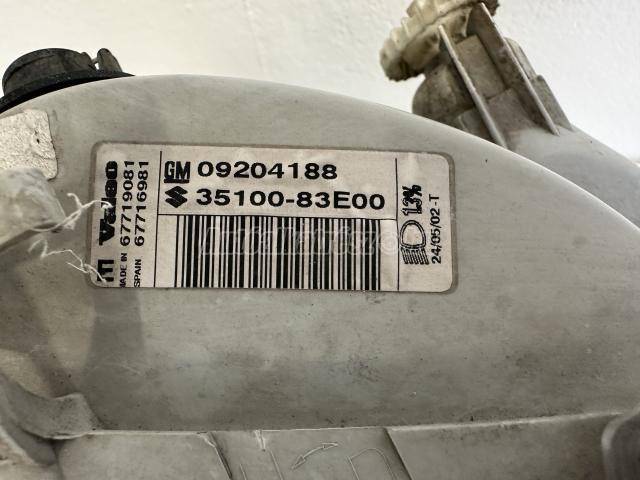 GM 09204188
35100-83E00
Valeo
67719081
67716981
MADE IN
SPAIN
1.3%
24/05/02-T